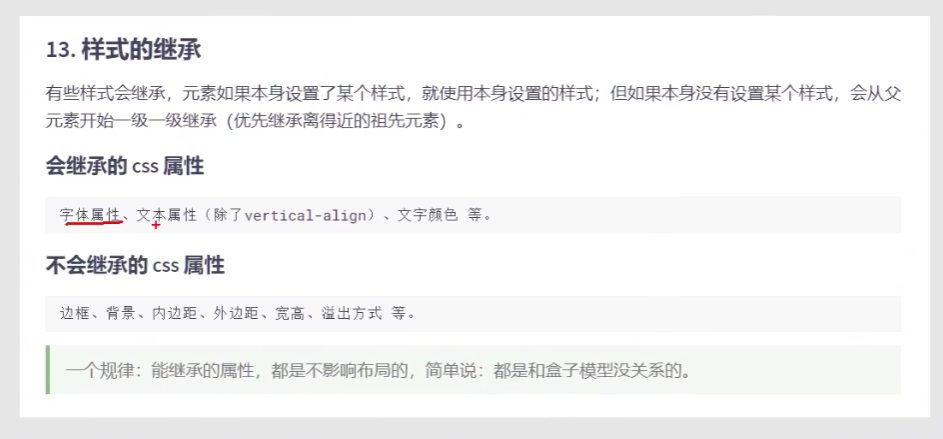 13. 样式的继承
有些样式会继承，元素如果本身设置了某个样式，就使用本身设置的样式；但如果本身没有设置某个样式，会从父
元素开始一级一级继承（优先继承离得近的祖先元素）。
会继承的 css 属性
字体属性、文本属性（除了vertical-align）、文字颜色 等。
不会继承的 css 属性
边框、背景、内边距、外边距、宽高、溢出方式 等。
一个规律：能继承的属性，都是不影响布局的，简单说：都是和盒子模型没关系的。